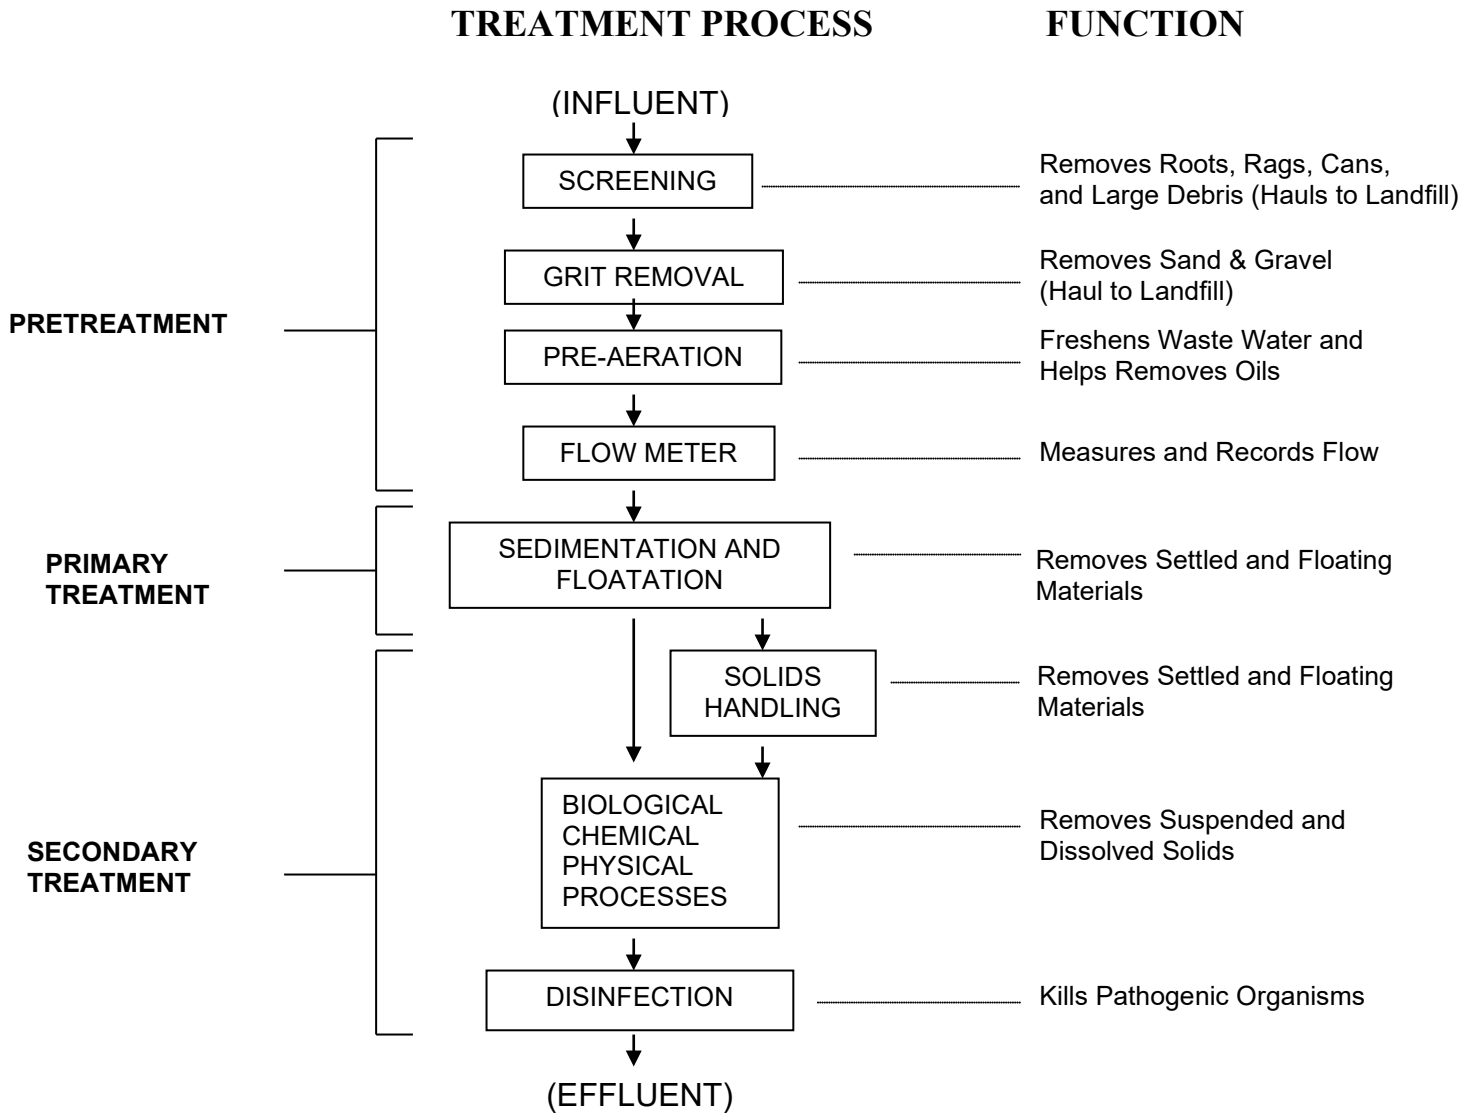 TREATMENT PROCESS FUNCTION
(INFLUENT)
SCREENING
Removes Roots, Rags, Cans,
and Large Debris (Hauls to Landfill)
GRIT REMOVAL
Removes Sand & Gravel
(Haul to Landfill)
PRETREATMENT
PRE-AERATION
Freshens Waste Water and
Helps Removes Oils
FLOW METER
Measures and Records Flow
PRIMARY
TREATMENT
SEDIMENTATION AND
FLOATATION
Removes Settled and Floating
Materials
SOLIDS
HANDLING
Removes Settled and Floating
Materials
SECONDARY
TREATMENT
BIOLOGICAL
CHEMICAL
PHYSICAL
PROCESSES
Removes Suspended and
Dissolved Solids
DISINFECTION
Kills Pathogenic Organisms
(EFFLUENT)